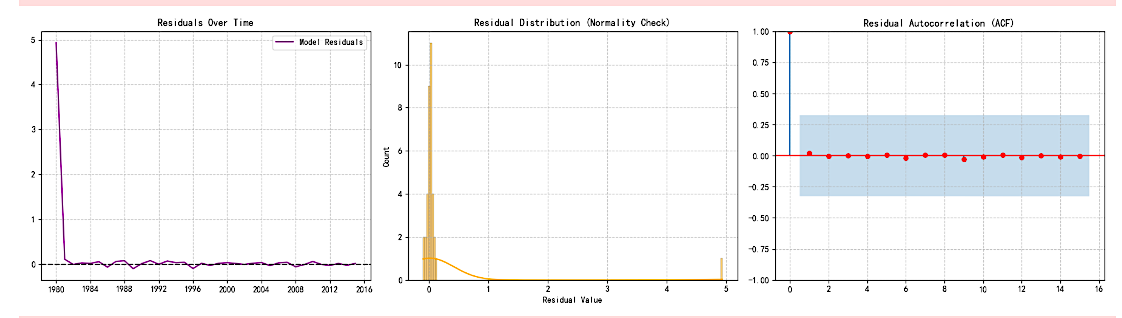 Residuals Over Time
Model Residuals
5
4
3
2
1
0
1980 1984 1988 1992 1996 2000 2004 2008 2012 2016
Residual Distribution (Normality Check)
Count
10
8
6
4
2
0
0 1 2 3 4 5
Residual Value
Residual Autocorrelation (ACF)
1.00
0.75
0.50
0.25
0.00
-0.25
-0.50
-0.75
-1.00
0 2 4 6 8 10 12 14 16